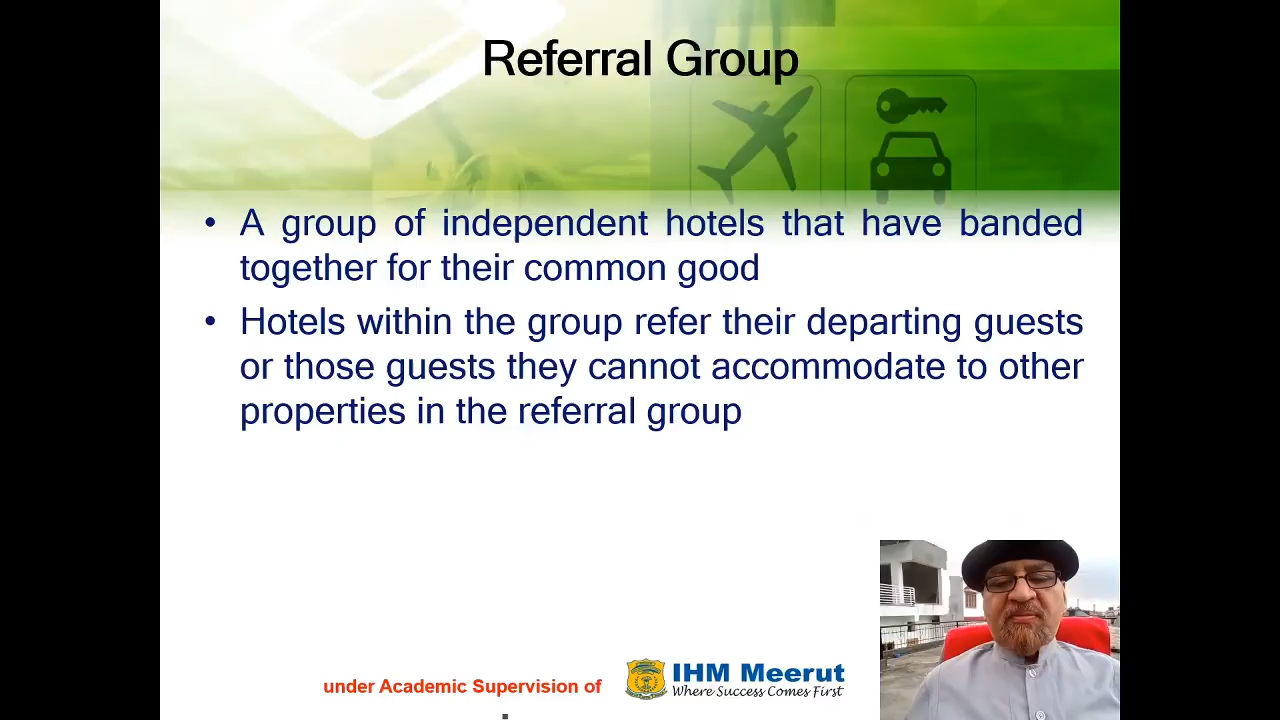 Referral Group
• A group of independent hotels that have banded
together for their common good
• Hotels within the group refer their departing guests
or those guests they cannot accommodate to other
properties in the referral group
under Academic Supervision of
IHM Meerut
Where Success Comes First